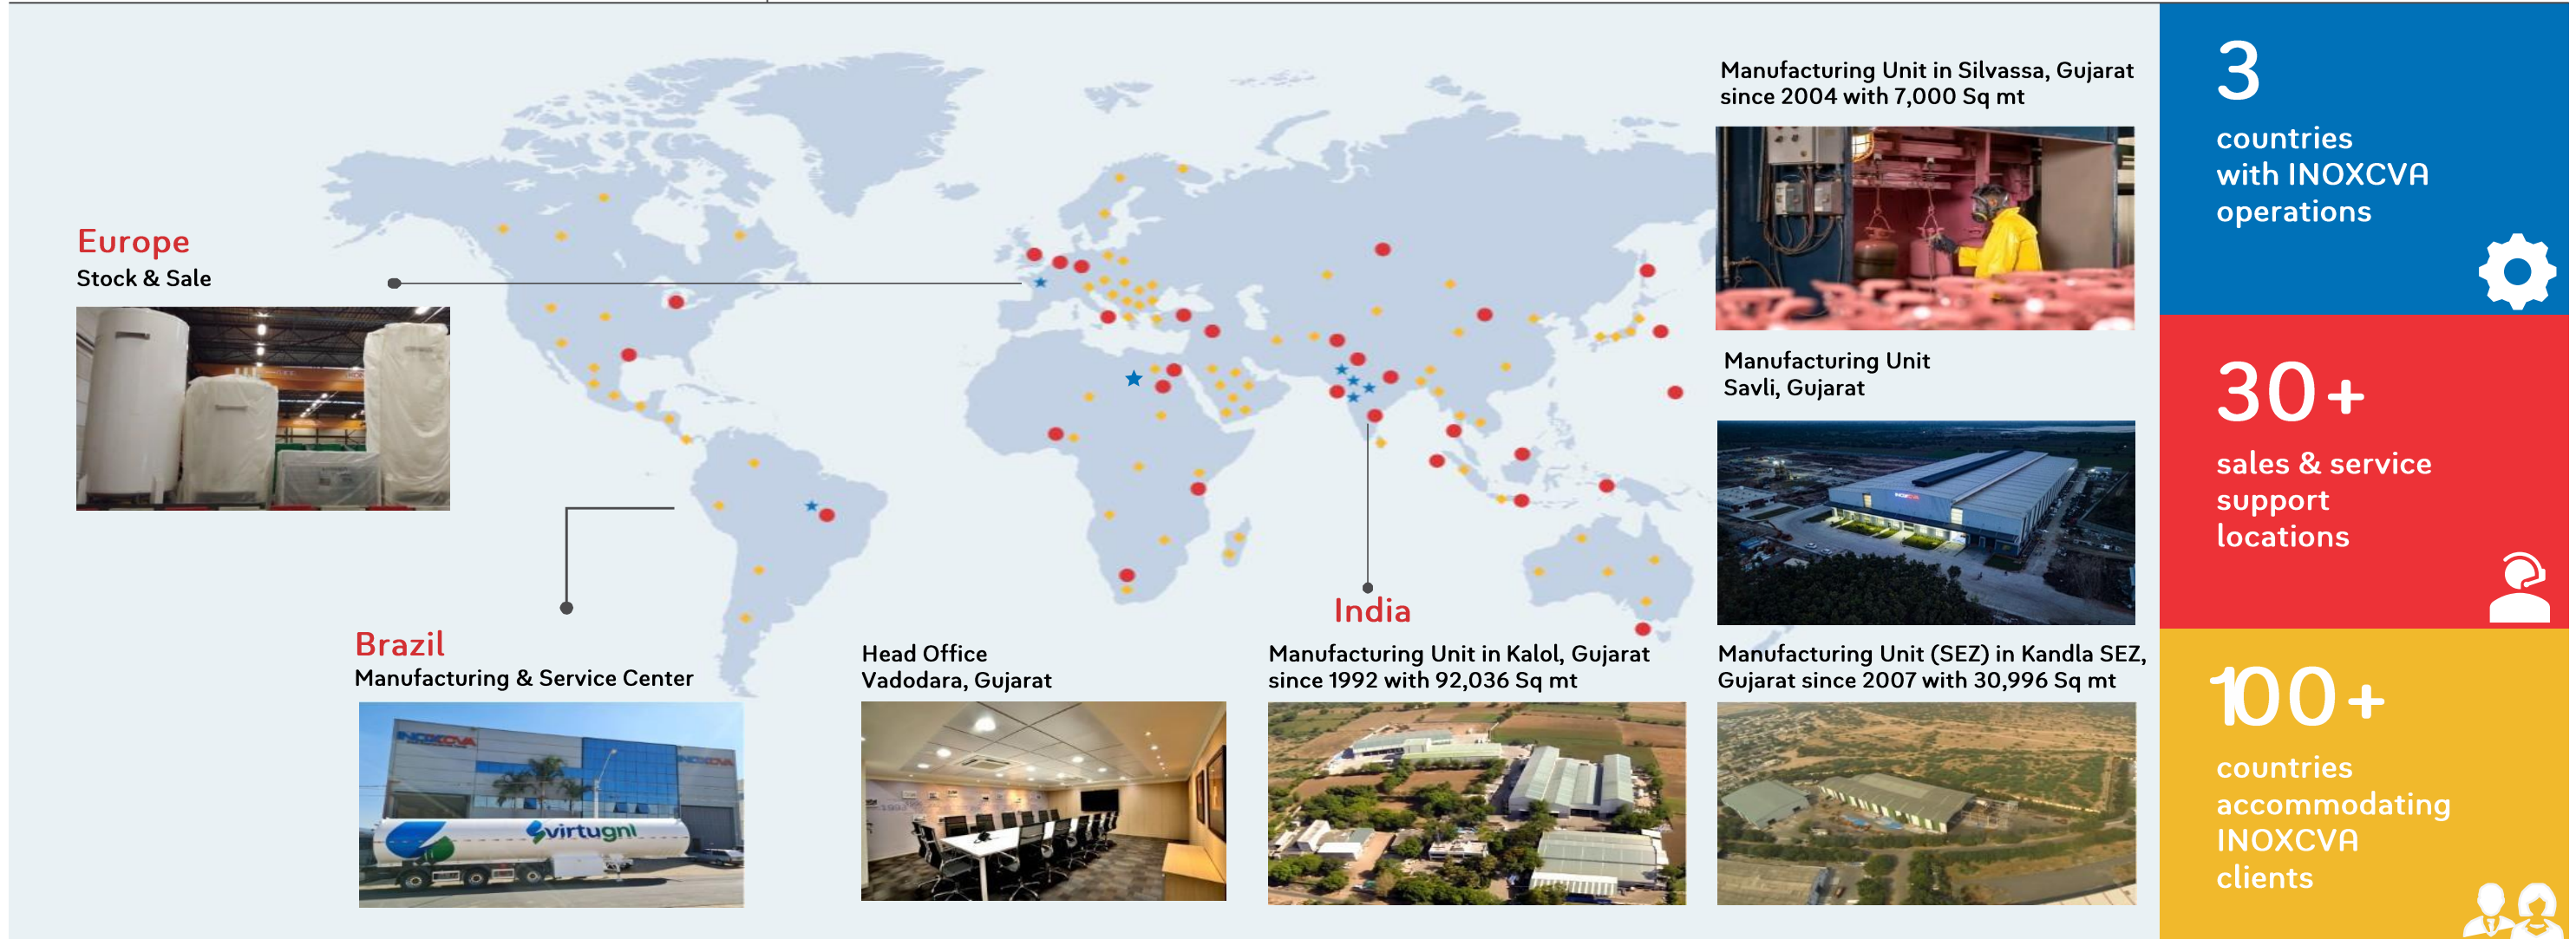 Europe
Stock & Sale
Brazil
Manufacturing & Service Center
INOXCVA
INOXCVA
virtugnl
Head Office
Vadodara, Gujarat
India
Manufacturing Unit in Kalol, Gujarat
since 1992 with 92,036 Sq mt
Manufacturing Unit in Silvassa, Gujarat
since 2004 with 7,000 Sq mt
Manufacturing Unit
Savli, Gujarat
INOXCVA
Manufacturing Unit (SEZ) in Kandla SEZ,
Gujarat since 2007 with 30,996 Sq mt
3
countries
with INOXCVA
operations
30+
sales & service
support
locations
100+
countries
accommodating
INOXCVA
clients